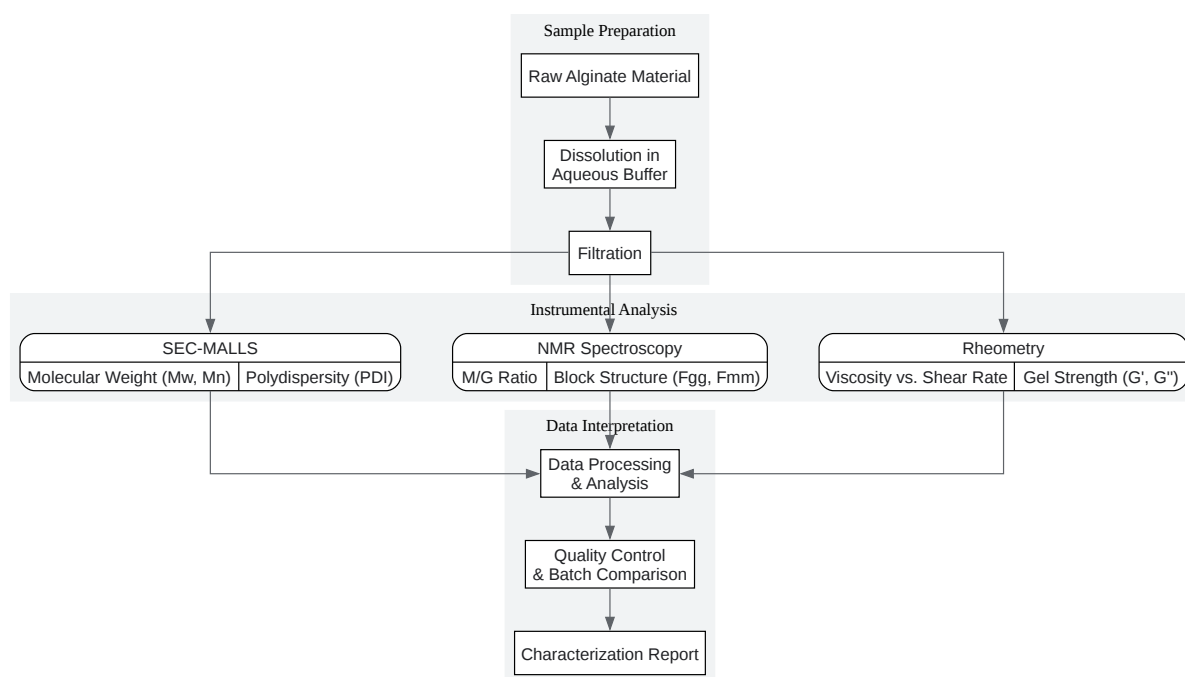 Sample Preparation
Raw Alginate Material
Dissolution in
Aqueous Buffer
Filtration
Instrumental Analysis
SEC-MALLS
Molecular Weight (Mw, Mn)
Polydispersity (PDI)
NMR Spectroscopy
M/G Ratio
Block Structure (Fgg, Fmm)
Rheometry
Viscosity vs. Shear Rate
Gel Strength (G', G")
Data Interpretation
Data Processing
& Analysis
Quality Control
& Batch Comparison
Characterization Report